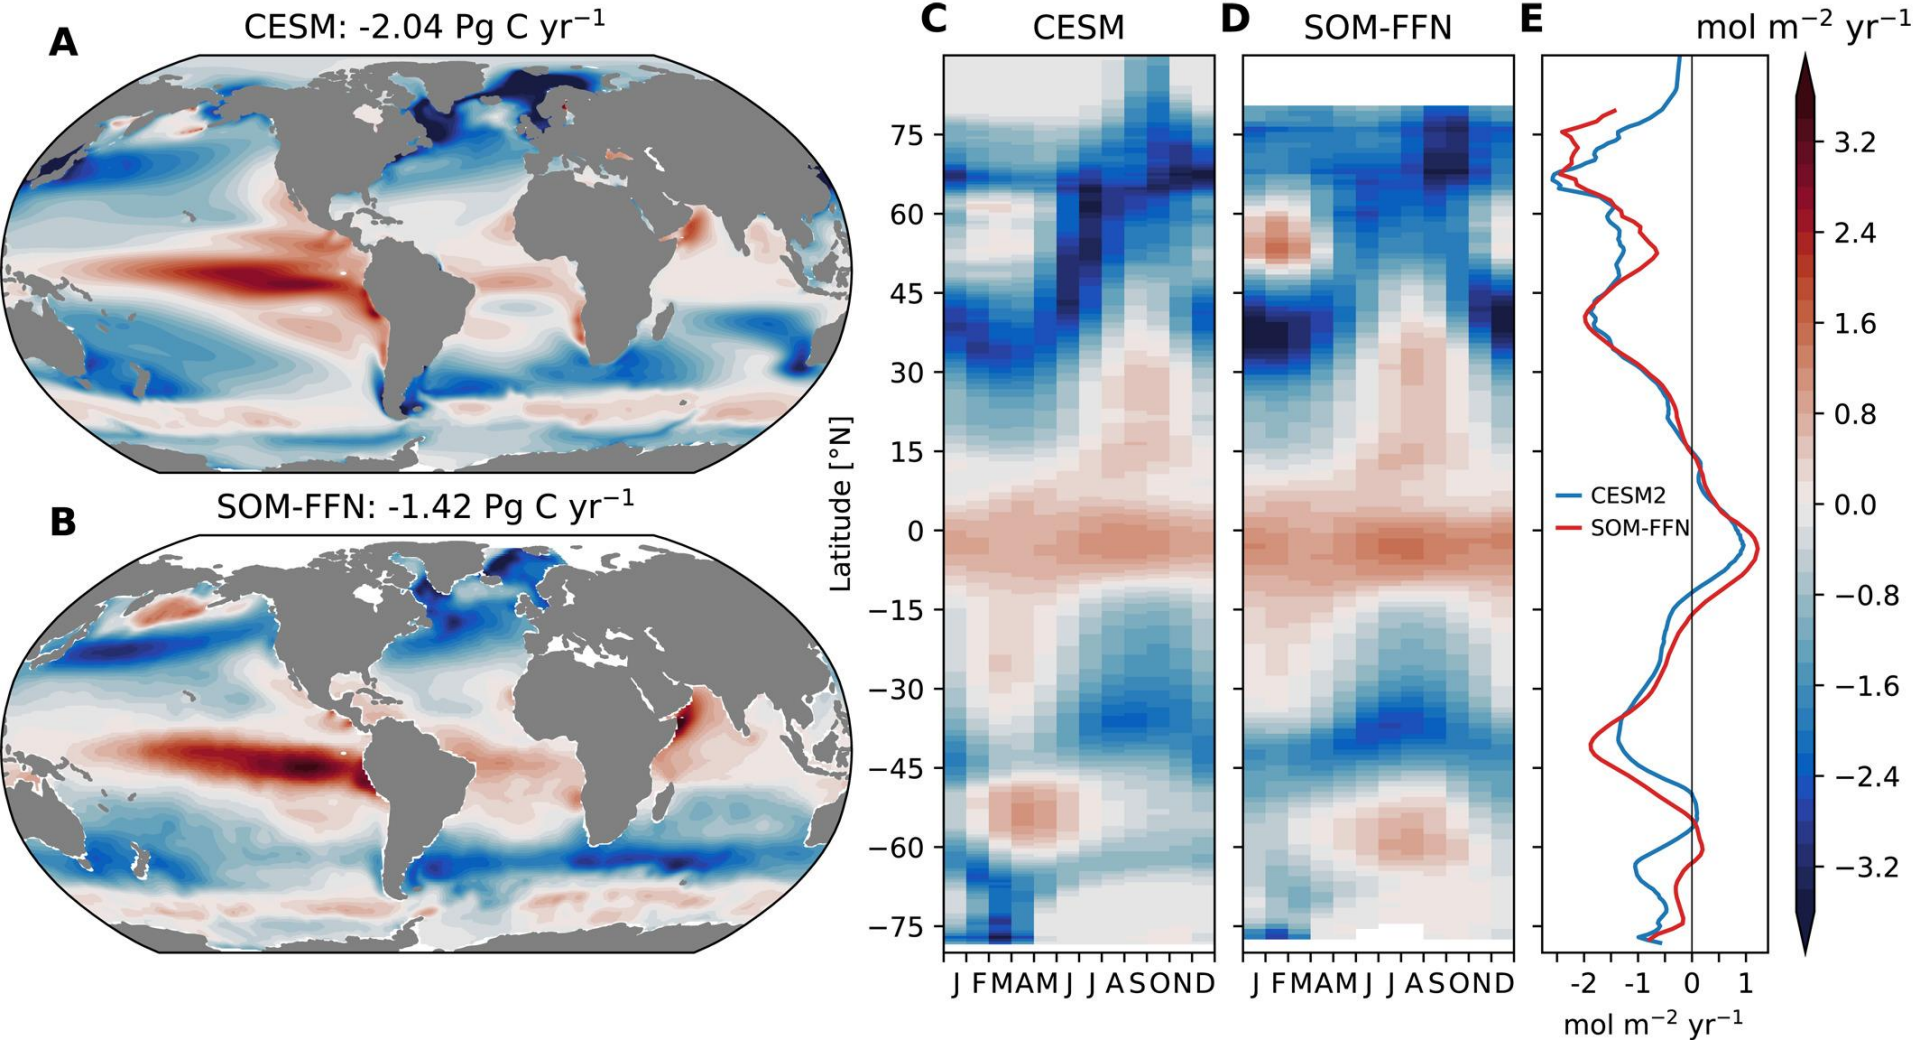 A
CESM: -2.04 Pg C yr⁻¹
B
SOM-FFN: -1.42 Pg C yr⁻¹
C
CESM
Latitude [°N]
75
60
45
30
15
0
−15
−30
−45
−60
−75
J F M A M J J A S O N D
D
SOM-FFN
J F M A M J J A S O N D
E
CESM2
SOM-FFN
-2 -1 0 1
mol m⁻² yr⁻¹
mol m⁻² yr⁻¹
3.2
2.4
1.6
0.8
0.0
−0.8
−1.6
−2.4
−3.2